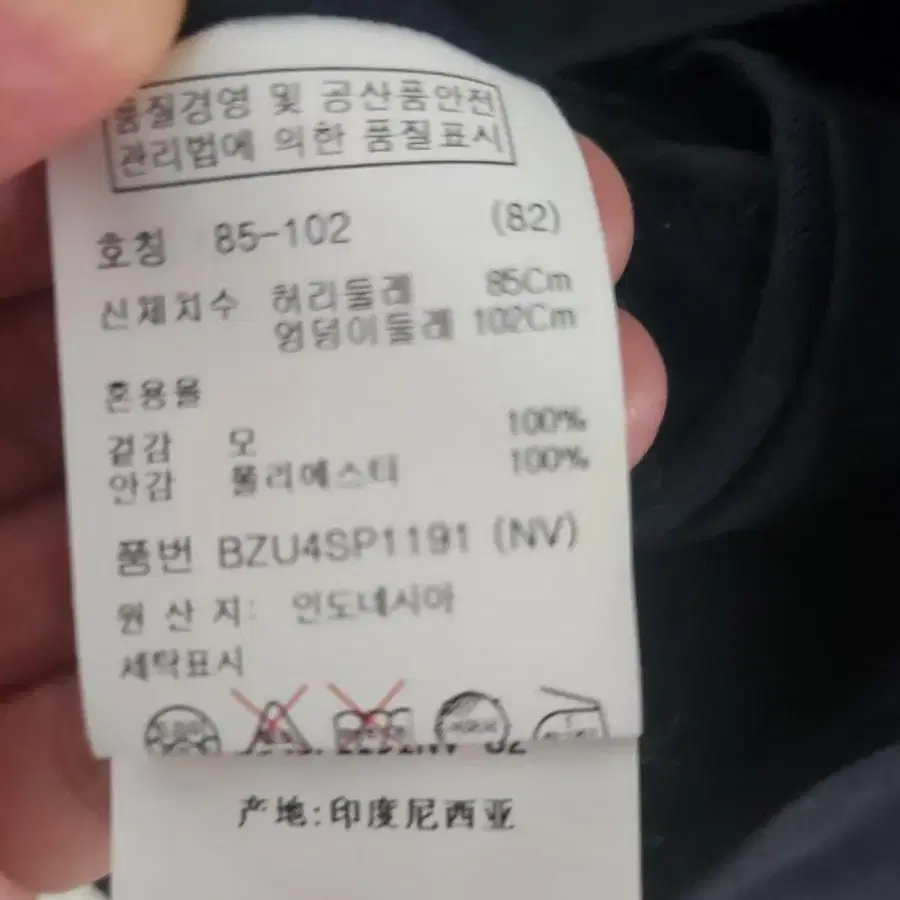 품질경영 및 공산품안전
관리법에 의한 품질표시
호칭 85-102 (82)
신체치수 허리둘레 85Cm
엉덩이둘레 102Cm
혼용율
겉감 모 100%
안감 폴리에스터 100%
품번 BZU4SP1191 (NV)
원 산 지: 인도네시아
세탁표시
产地:印度尼西亚